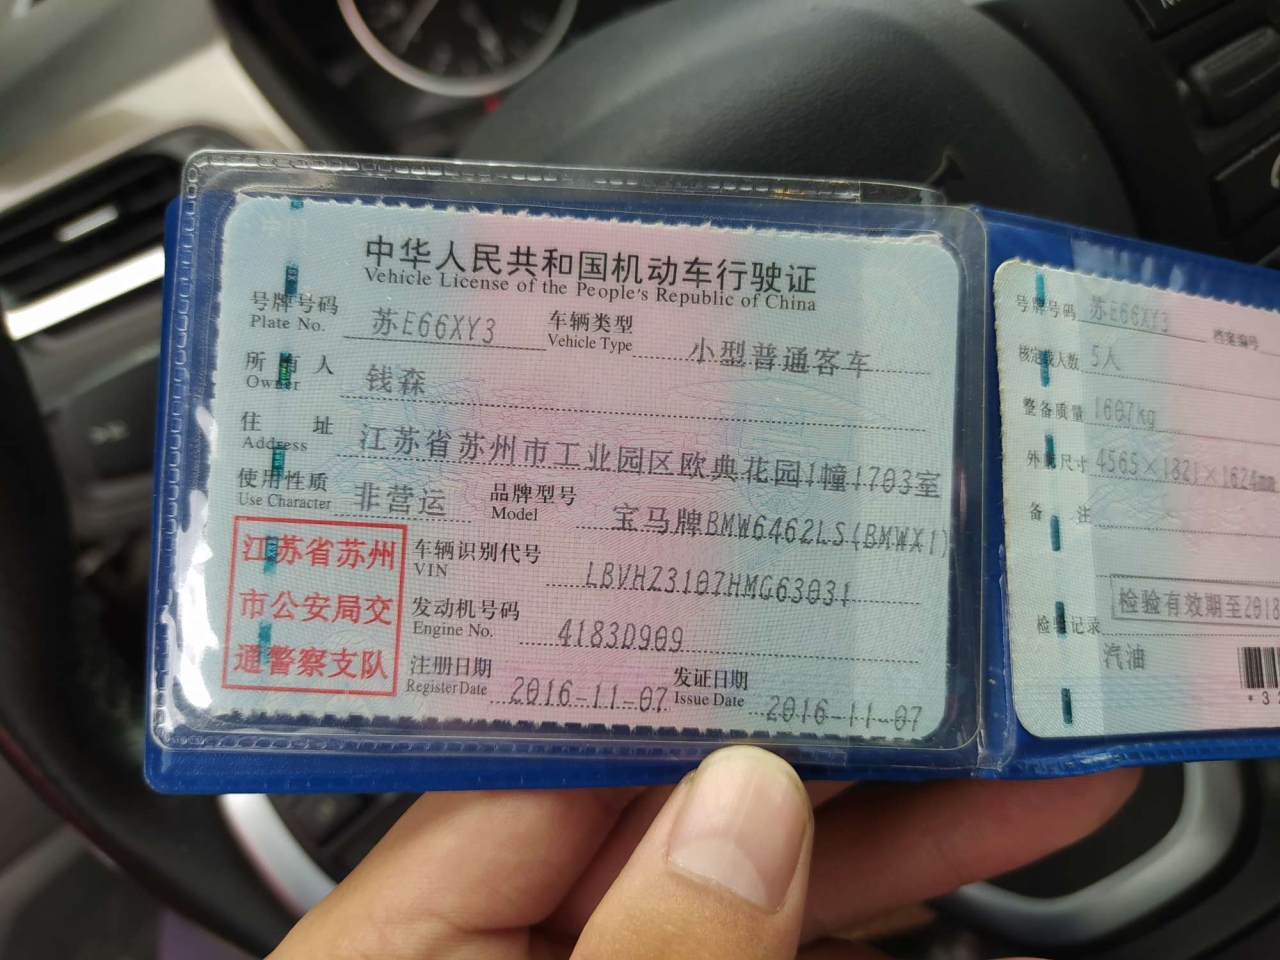 中华人民共和国机动车行驶证
Vehicle License of the People's Republic of China
号牌号码 苏E66XY3 车辆类型 小型普通客车
Plate No. Vehicle Type
所有人 钱森
Owner
住址 江苏省苏州市工业园区欧典花园1幢1703室
Address
使用性质 非营运 品牌型号 宝马牌BMW6462LS(BMWX1)
Use Character Model
江苏省苏州
市公安局交
通警察支队
车辆识别代号 LBVHZ3107HMG63031
VIN
发动机号码 4183D909
Engine No.
注册日期 2016-11-07 发证日期 2016-11-07
Register Date Issue Date
号牌号码 苏E66XY3 档案编号
核定载人数 5人
整备质量 1607kg
外廓尺寸 4565×1821×1624mm
备注
检验有效期至2018
检验记录
汽油
*3